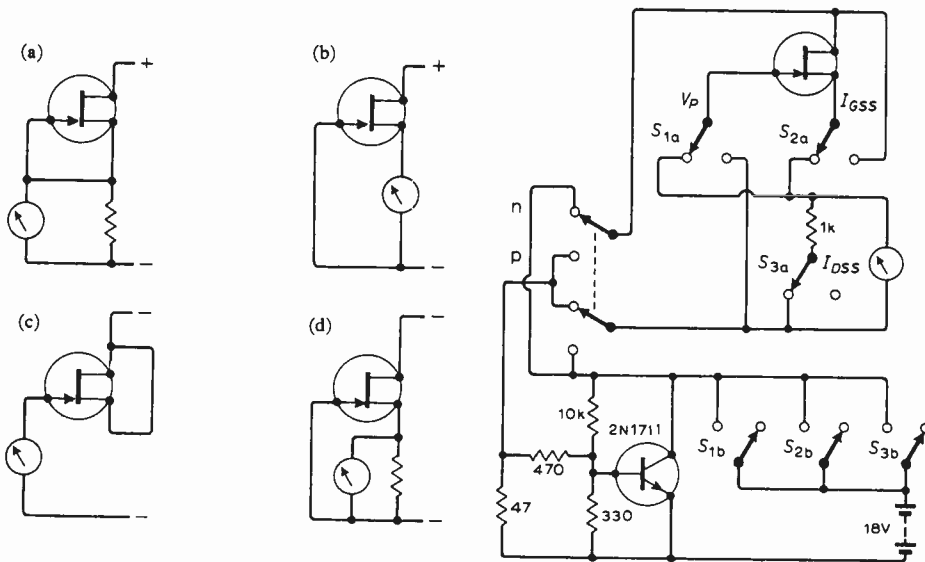 (a)
+
−
(b)
+
−
(c)
−
−
(d)
−
−
V_P
I_GSS
S_1a
S_2a
n
p
1k
S_3a
I_DSS
10k
2N1711
470
47
330
S_1b
S_2b
S_3b
18V